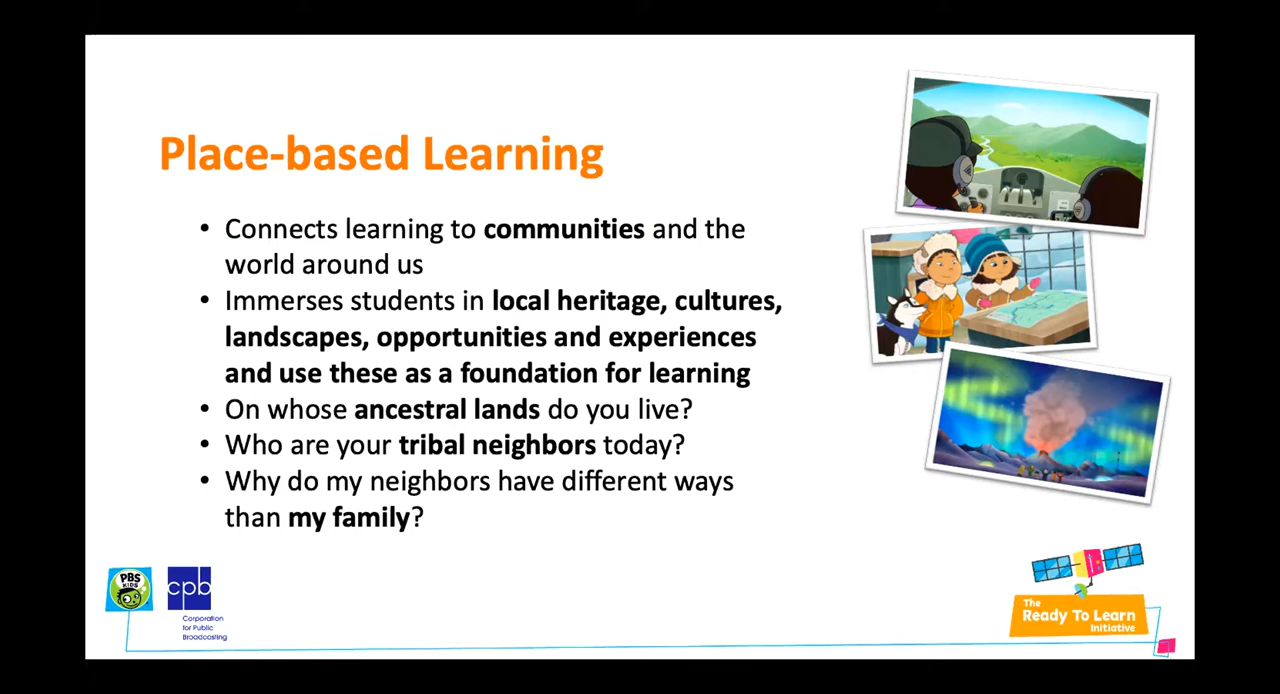 Place-based Learning
• Connects learning to communities and the
world around us
• Immerses students in local heritage, cultures,
landscapes, opportunities and experiences
and use these as a foundation for learning
• On whose ancestral lands do you live?
• Who are your tribal neighbors today?
• Why do my neighbors have different ways
than my family?
PBS
KIDS
cpb
Corporation
for Public
Broadcasting
The
Ready To Learn
Initiative